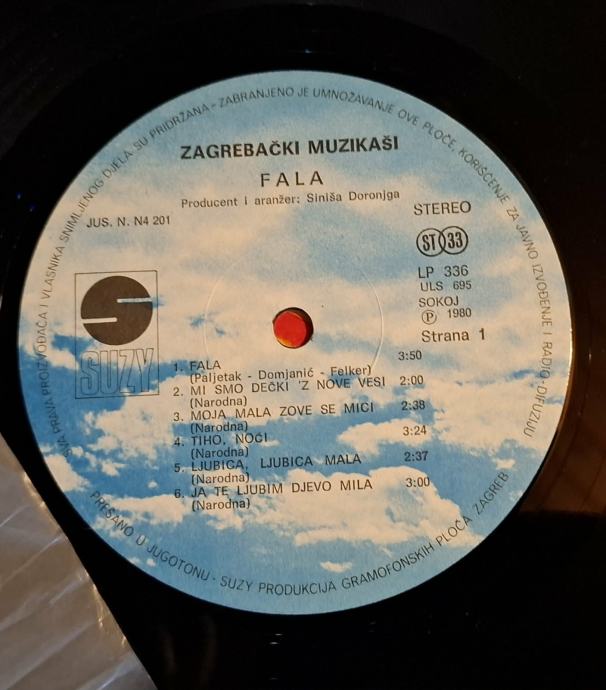 SVA PRAVA PROIZVOĐAČA I VLASNIKA SNIMLJENOG DJELA SU PRIDRŽANA - ZABRANJENO JE UMNOŽAVANJE OVE PLOČE, KORIŠĆENJE ZA JAVNO IZVOĐENJE I RADIO-DIFUZIJU
ZAGREBAČKI MUZIKAŠI
FALA
Producent i aranžer: Siniša Doronjga
JUS. N. N4 201
STEREO
ST 33
LP 336
ULS 695
SOKOJ
Ⓟ 1980
Strana 1
SUZY
1. FALA 3:50
(Paljetak - Domjanić - Felker)
2. MI SMO DEČKI 'Z NOVE VESI 2:00
(Narodna)
3. MOJA MALA ZOVE SE MICI 2:38
(Narodna)
4. TIHO, NOĆI 3:24
(Narodna)
5. LJUBICA, LJUBICA MALA 2:37
(Narodna)
6. JA TE LJUBIM DJEVO MILA 3:00
(Narodna)
PRESANO U JUGOTONU - SUZY PRODUKCIJA GRAMOFONSKIH PLOČA ZAGREB